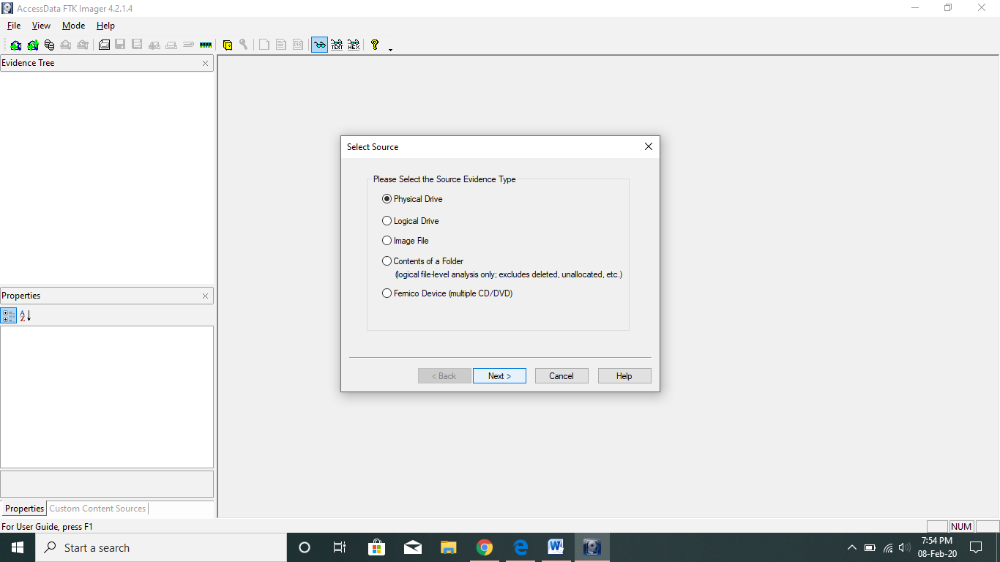 AccessData FTK Imager 4.2.1.4
File View Mode Help
TEXT HEX
Evidence Tree
Select Source
Please Select the Source Evidence Type
Physical Drive
Logical Drive
Image File
Contents of a Folder
(logical file-level analysis only; excludes deleted, unallocated, etc.)
Fernico Device (multiple CD/DVD)
< Back Next > Cancel Help
Properties
A
Z
Properties Custom Content Sources
For User Guide, press F1
NUM
Start a search
W
7:54 PM
08-Feb-20